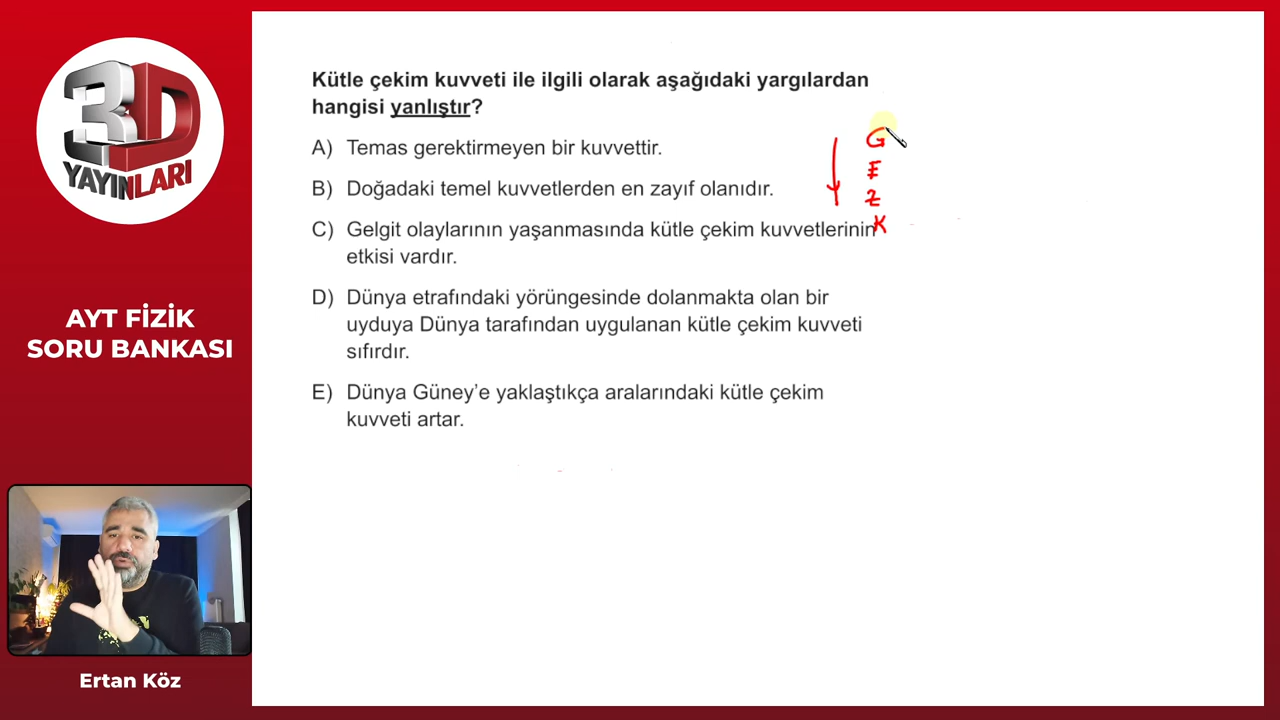 3D
YAYINLARI
AYT FİZİK
SORU BANKASI
Ertan Köz
Kütle çekim kuvveti ile ilgili olarak aşağıdaki yargılardan
hangisi yanlıştır?
A) Temas gerektirmeyen bir kuvvettir.
B) Doğadaki temel kuvvetlerden en zayıf olanıdır.
C) Gelgit olaylarının yaşanmasında kütle çekim kuvvetlerinin
etkisi vardır.
D) Dünya etrafındaki yörüngesinde dolanmakta olan bir
uyduya Dünya tarafından uygulanan kütle çekim kuvveti
sıfırdır.
E) Dünya Güney'e yaklaştıkça aralarındaki kütle çekim
kuvveti artar.
G
E
Z
K